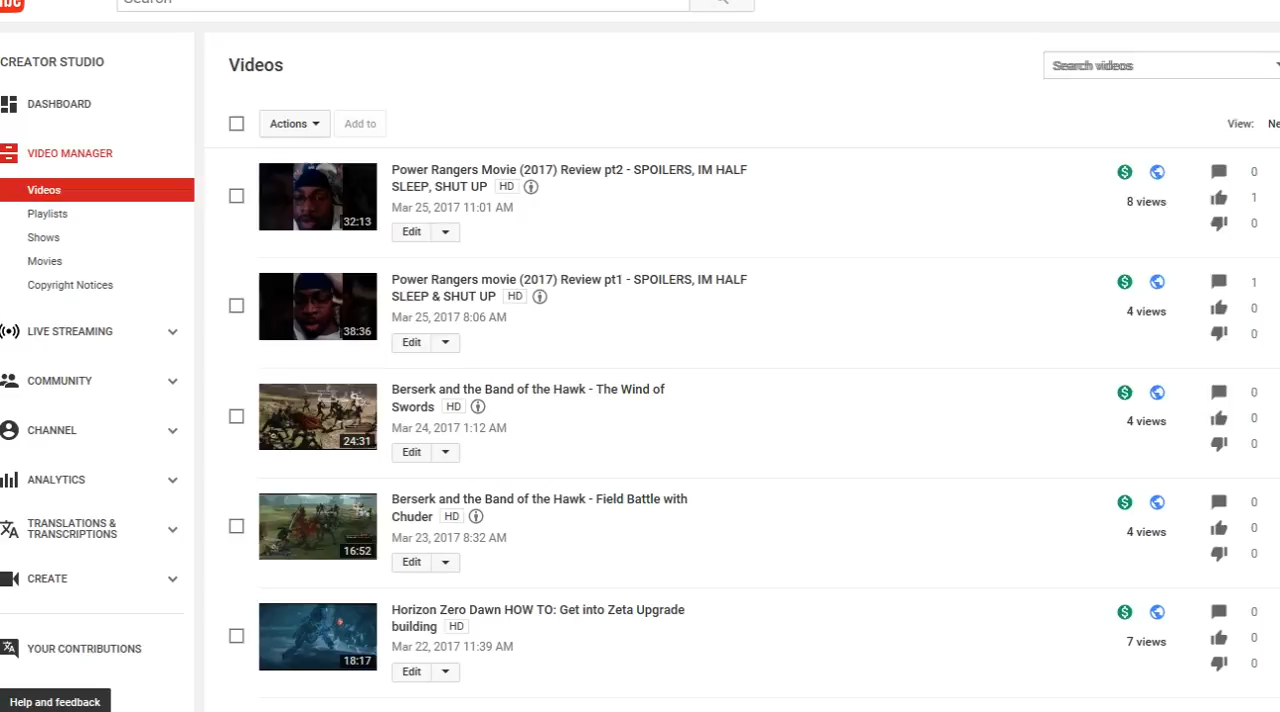 Search
CREATOR STUDIO
DASHBOARD
VIDEO MANAGER
Videos
Playlists
Shows
Movies
Copyright Notices
LIVE STREAMING
COMMUNITY
CHANNEL
ANALYTICS
TRANSLATIONS &
TRANSCRIPTIONS
CREATE
YOUR CONTRIBUTIONS
Help and feedback
Videos
Search videos
Actions Add to
View: Ne
Power Rangers Movie (2017) Review pt2 - SPOILERS, IM HALF
SLEEP, SHUT UP HD
Mar 25, 2017 11:01 AM
Edit
32:13
8 views
0
1
0
Power Rangers movie (2017) Review pt1 - SPOILERS, IM HALF
SLEEP & SHUT UP HD
Mar 25, 2017 8:06 AM
Edit
38:36
4 views
1
0
0
Berserk and the Band of the Hawk - The Wind of
Swords HD
Mar 24, 2017 1:12 AM
Edit
24:31
4 views
0
0
0
Berserk and the Band of the Hawk - Field Battle with
Chuder HD
Mar 23, 2017 8:32 AM
Edit
16:52
4 views
0
0
0
Horizon Zero Dawn HOW TO: Get into Zeta Upgrade
building HD
Mar 22, 2017 11:39 AM
Edit
18:17
7 views
0
0
0